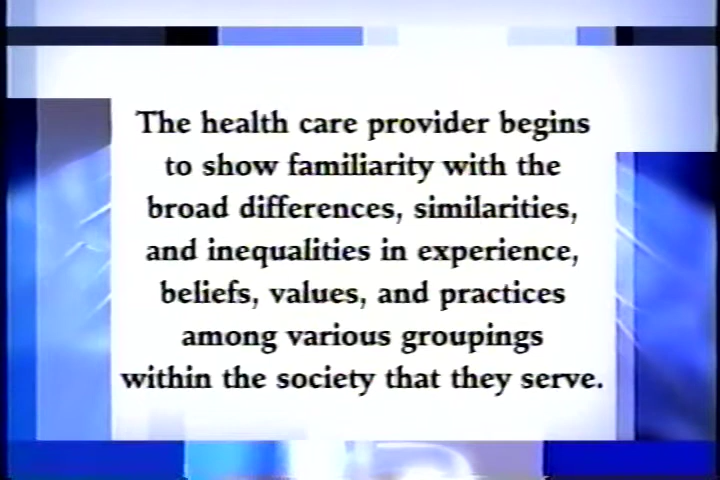 The health care provider begins
to show familiarity with the
broad differences, similarities,
and inequalities in experience,
beliefs, values, and practices
among various groupings
within the society that they serve.